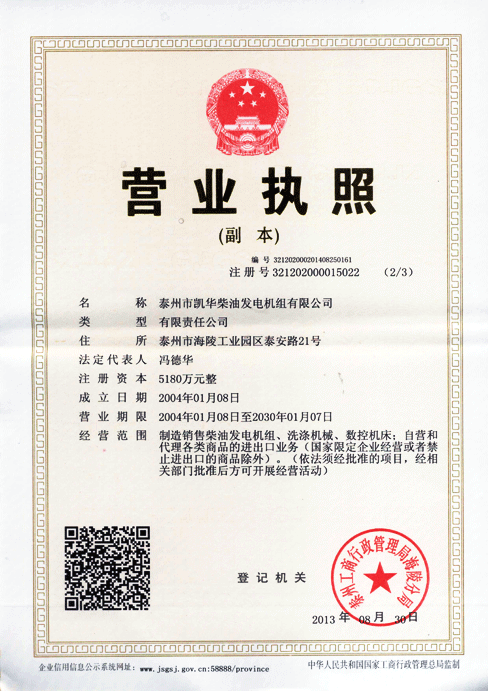 营业执照
(副 本)
编 号 321202000201408250161
注 册 号 321202000015022 (2/3)
名 称 泰州市凯华柴油发电机组有限公司
类 型 有限责任公司
住 所 泰州市海陵工业园区泰安路21号
法定代表人 冯德华
注 册 资 本 5180万元整
成 立 日 期 2004年01月08日
营 业 期 限 2004年01月08日至2030年01月07日
经 营 范 围 制造销售柴油发电机组、洗涤机械、数控机床；自营和
代理各类商品的进出口业务（国家限定企业经营或者禁
止进出口的商品除外）。（依法须经批准的项目，经相
关部门批准后方可开展经营活动）
登 记 机 关
泰州工商行政管理局海陵分局
2013 年 08 月 30 日
企业信用信息公示系统网址: www.jsgsj.gov.cn:58888/province
中华人民共和国国家工商行政管理总局监制